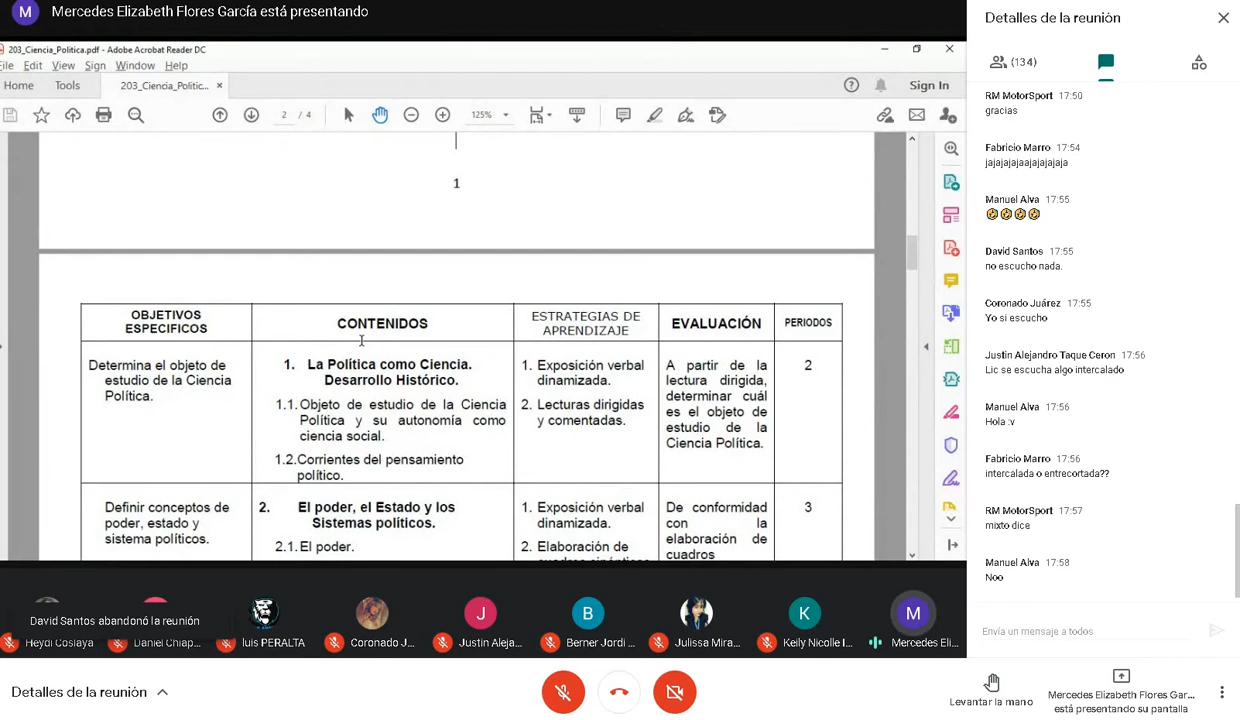 M Mercedes Elizabeth Flores García está presentando
203_Ciencia_Politica.pdf - Adobe Acrobat Reader DC
File Edit View Sign Window Help
Home Tools 203_Ciencia_Politic... × Sign In
2 / 4 125%
1
OBJETIVOS
ESPECIFICOS
CONTENIDOS
ESTRATEGIAS DE
APRENDIZAJE
EVALUACIÓN
PERIODOS
Determina el objeto de
estudio de la Ciencia
Política.
1. La Política como Ciencia.
Desarrollo Histórico.
1.1. Objeto de estudio de la Ciencia
Política y su autonomía como
ciencia social.
1.2. Corrientes del pensamiento
político.
1. Exposición verbal
dinamizada.
2. Lecturas dirigidas
y comentadas.
A partir de la
lectura dirigida,
determinar cuál
es el objeto de
estudio de la
Ciencia Política.
2
Definir conceptos de
poder, estado y
sistema políticos.
2. El poder, el Estado y los
Sistemas políticos.
2.1. El poder.
1. Exposición verbal
dinamizada.
2. Elaboración de
cuadros sinópticos
De conformidad
con la
elaboración de
cuadros
3
David Santos abandonó la reunión
J B K M
Heydi Coslaya Daniel Chiap... luis PERALTA Coronado J... Justin Aleja... Berner Jordi ... Julissa Mira... Keily Nicolle l... Mercedes Eli...
Detalles de la reunión
Detalles de la reunión
(134)
RM MotorSport 17:50
gracias
Fabricio Marro 17:54
jajajajajaajajajajaja
Manuel Alva 17:55
🤣🤣🤣🤣
David Santos 17:55
no escucho nada.
Coronado Juárez 17:55
Yo si escucho
Justin Alejandro Taque Ceron 17:56
Lic se escucha algo intercalado
Manuel Alva 17:56
Hola :v
Fabricio Marro 17:56
intercalada o entrecortada??
RM MotorSport 17:57
mixto dice
Manuel Alva 17:58
Noo
Envía un mensaje a todos
Levantar la mano
Mercedes Elizabeth Flores Gar...
está presentando su pantalla